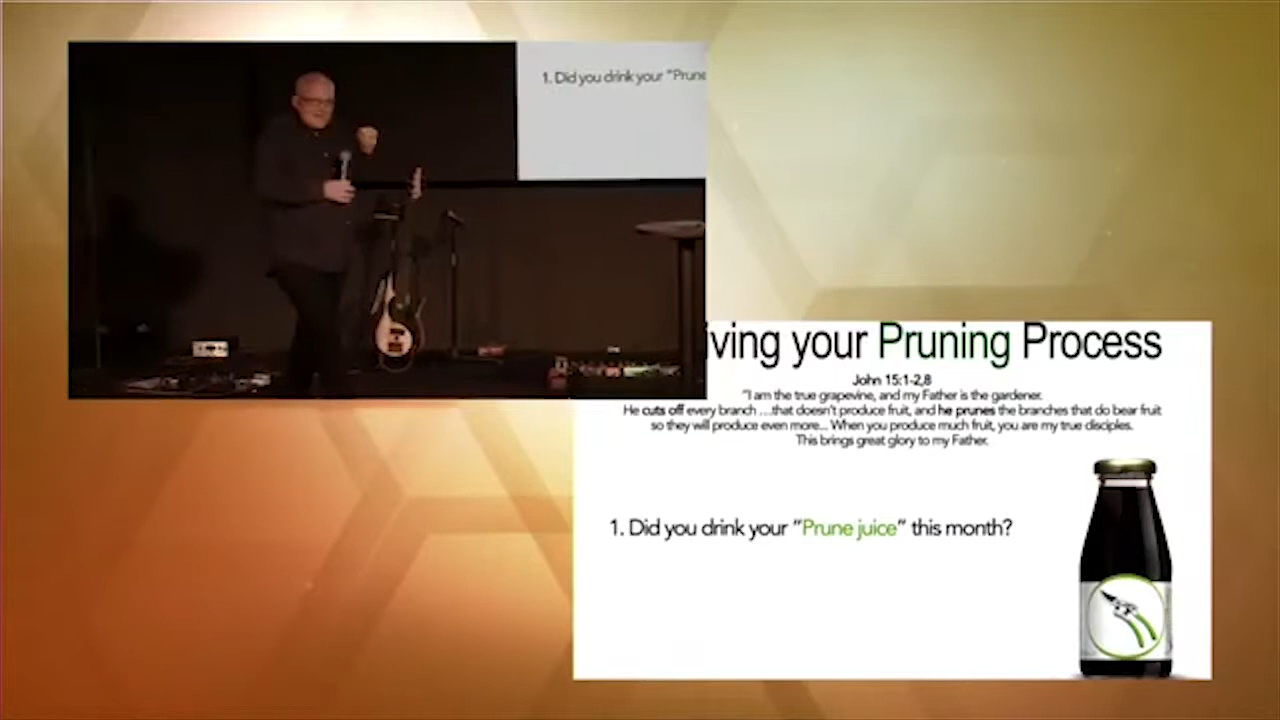 1. Did you drink your “Prune
iving your Pruning Process
John 15:1-2,8
“I am the true grapevine, and my Father is the gardener.
He cuts off every branch ....that doesn't produce fruit, and he prunes the branches that do bear fruit
so they will produce even more... When you produce much fruit, you are my true disciples.
This brings great glory to my Father.
1. Did you drink your “Prune juice” this month?